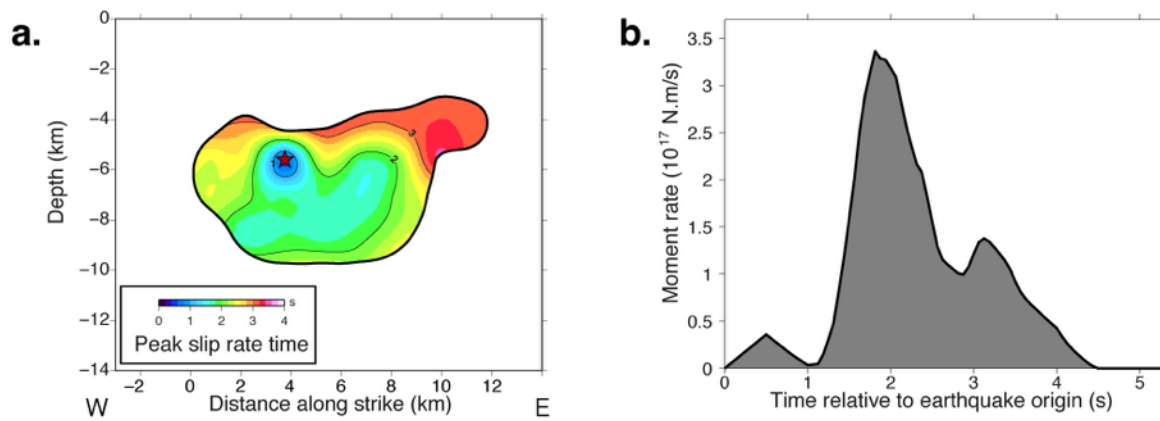 a.
0
−2
−4
−6
−8
−10
−12
−14
Depth (km)
1
2
3
s
0 1 2 3 4
Peak slip rate time
−2 0 2 4 6 8 10 12
W Distance along strike (km) E
b.
3.5
3
2.5
2
1.5
1
0.5
0
Moment rate (10¹⁷ N.m/s)
0 1 2 3 4 5
Time relative to earthquake origin (s)